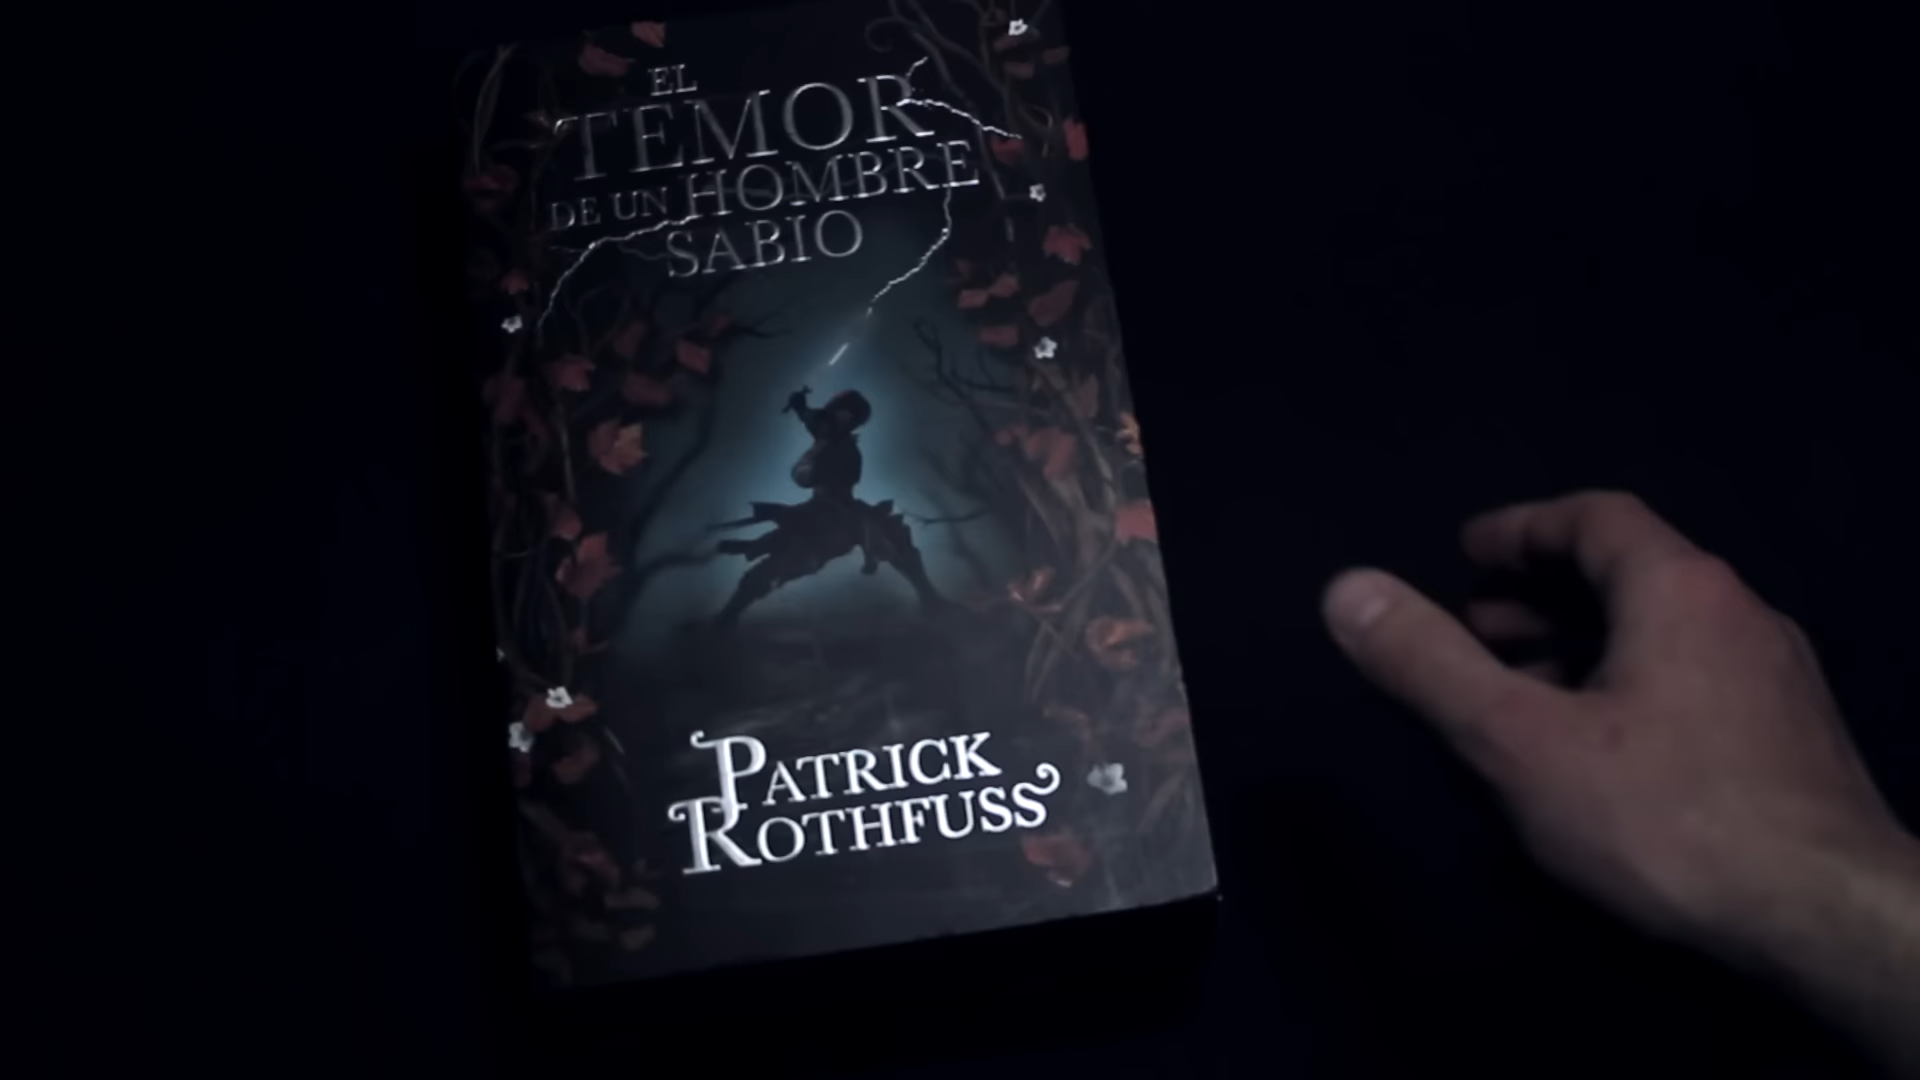 EL
TEMOR
DE UN HOMBRE
SABIO
PATRICK
ROTHFUSS